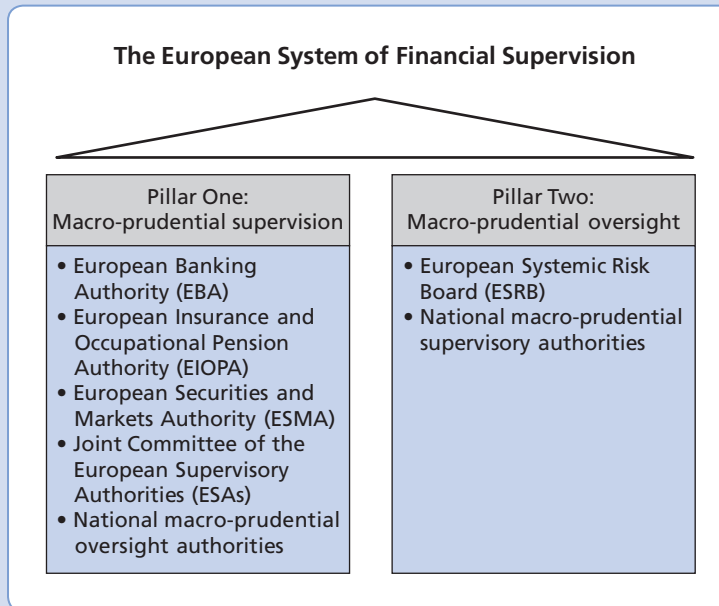 The European System of Financial Supervision
Pillar One:
Macro-prudential supervision
• European Banking
Authority (EBA)
• European Insurance and
Occupational Pension
Authority (EIOPA)
• European Securities and
Markets Authority (ESMA)
• Joint Committee of the
European Supervisory
Authorities (ESAs)
• National macro-prudential
oversight authorities
Pillar Two:
Macro-prudential oversight
• European Systemic Risk
Board (ESRB)
• National macro-prudential
supervisory authorities